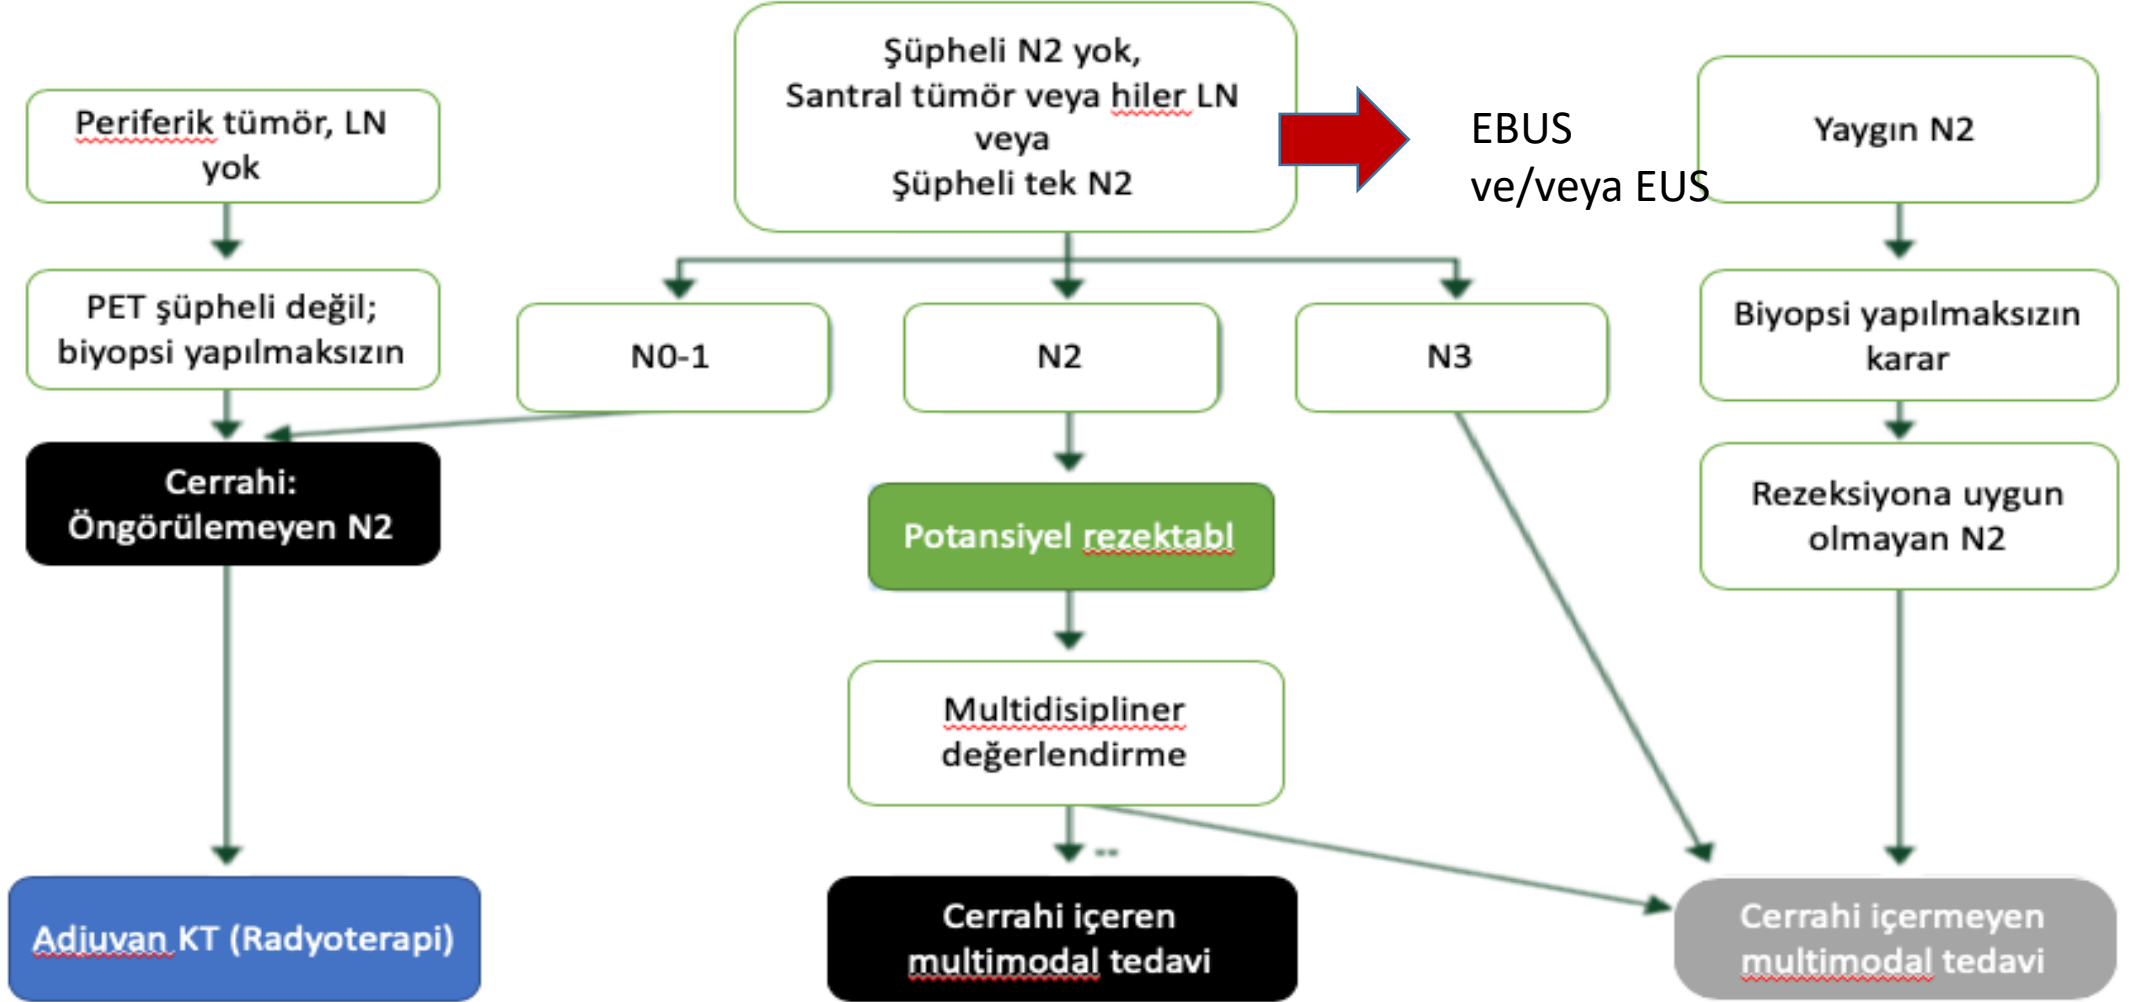 Periferik tümör, LN
yok
PET şüpheli değil;
biyopsi yapılmaksızın
Cerrahi:
Öngörülemeyen N2
Adjuvan KT (Radyoterapi)
Şüpheli N2 yok,
Santral tümör veya hiler LN
veya
Şüpheli tek N2
EBUS
ve/veya EUS
N0-1
N2
N3
Potansiyel rezektabl
Multidisipliner
değerlendirme
--
Cerrahi içeren
multimodal tedavi
Yaygın N2
Biyopsi yapılmaksızın
karar
Rezeksiyona uygun
olmayan N2
Cerrahi içermeyen
multimodal tedavi